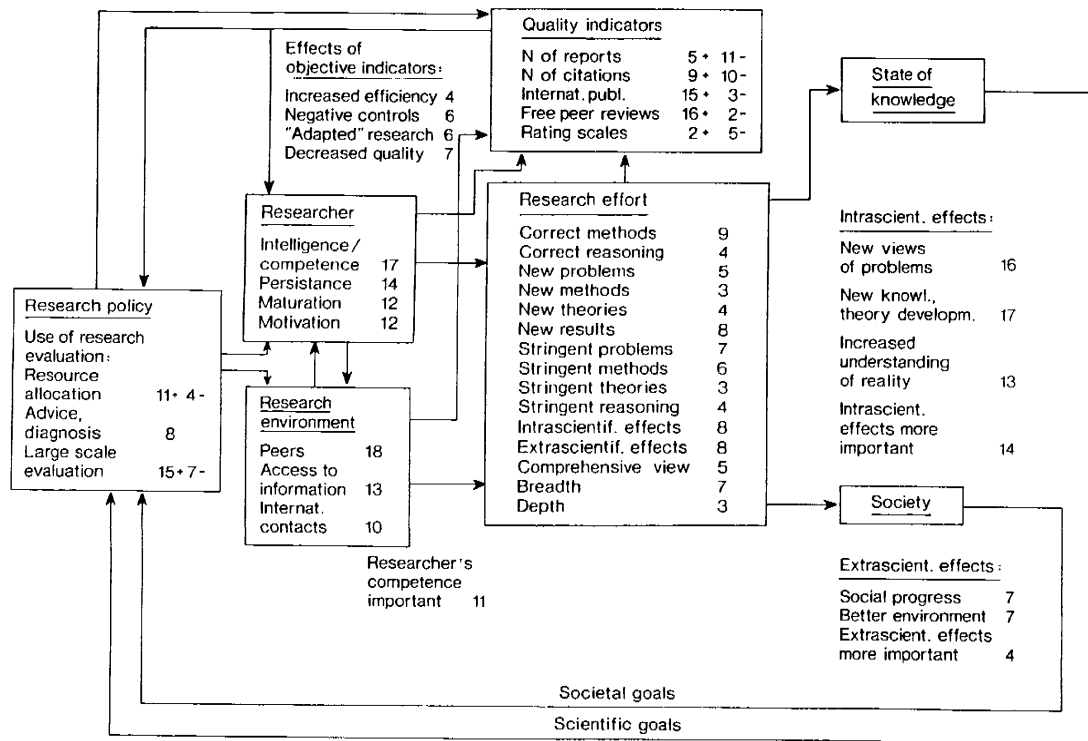 Quality indicators
N of reports 5+ 11-
N of citations 9+ 10-
Internat. publ. 15+ 3-
Free peer reviews 16+ 2-
Rating scales 2+ 5-
Effects of
objective indicators:
Increased efficiency 4
Negative controls 6
"Adapted" research 6
Decreased quality 7
State of
knowledge
Researcher
Intelligence/
competence 17
Persistance 14
Maturation 12
Motivation 12
Research effort
Correct methods 9
Correct reasoning 4
New problems 5
New methods 3
New theories 4
New results 8
Stringent problems 7
Stringent methods 6
Stringent theories 3
Stringent reasoning 4
Intrascientif. effects 8
Extrascientif. effects 8
Comprehensive view 5
Breadth 7
Depth 3
Intrascient. effects:
New views
of problems 16
New knowl.,
theory developm. 17
Increased
understanding
of reality 13
Intrascient.
effects more
important 14
Research policy
Use of research
evaluation:
Resource
allocation 11+ 4-
Advice,
diagnosis 8
Large scale
evaluation 15+7-
Research
environment
Peers 18
Access to
information 13
Internat.
contacts 10
Researcher's
competence
important 11
Society
Extrascient. effects:
Social progress 7
Better environment 7
Extrascient. effects
more important 4
Societal goals
Scientific goals